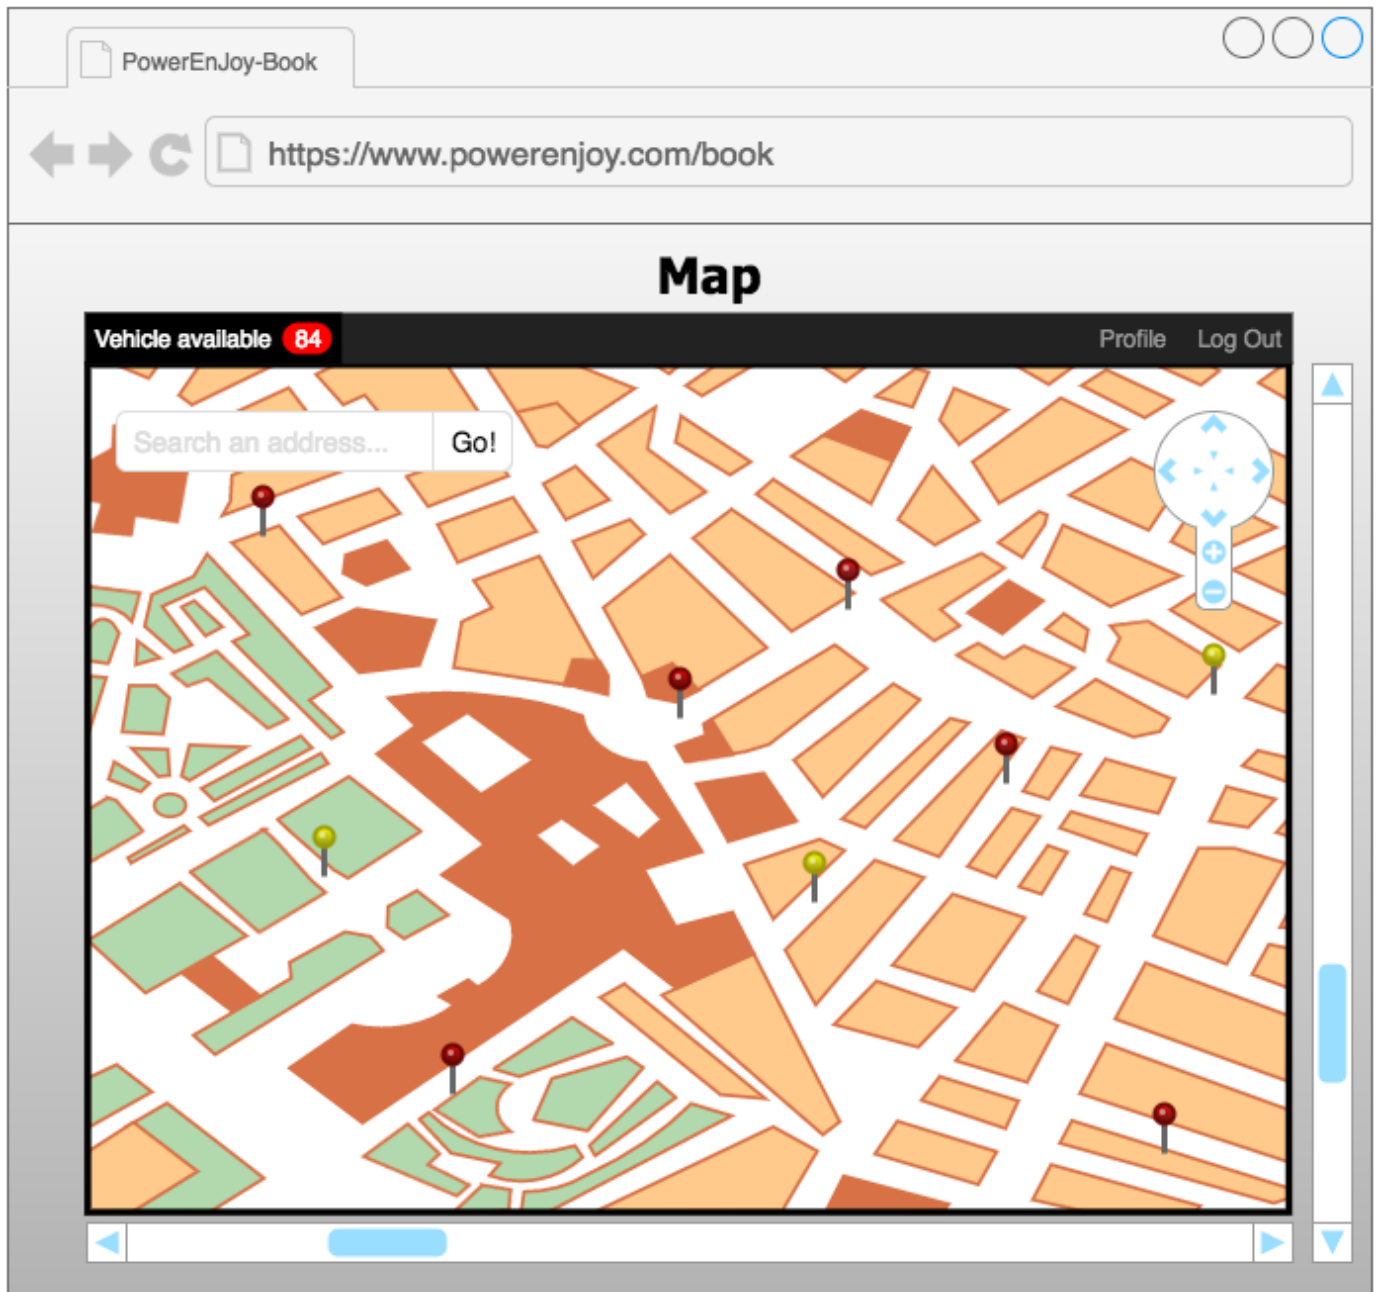 PowerEnJoy-Book
https://www.powerenjoy.com/book
Map
Vehicle available 84 Profile Log Out
Search an address... Go!